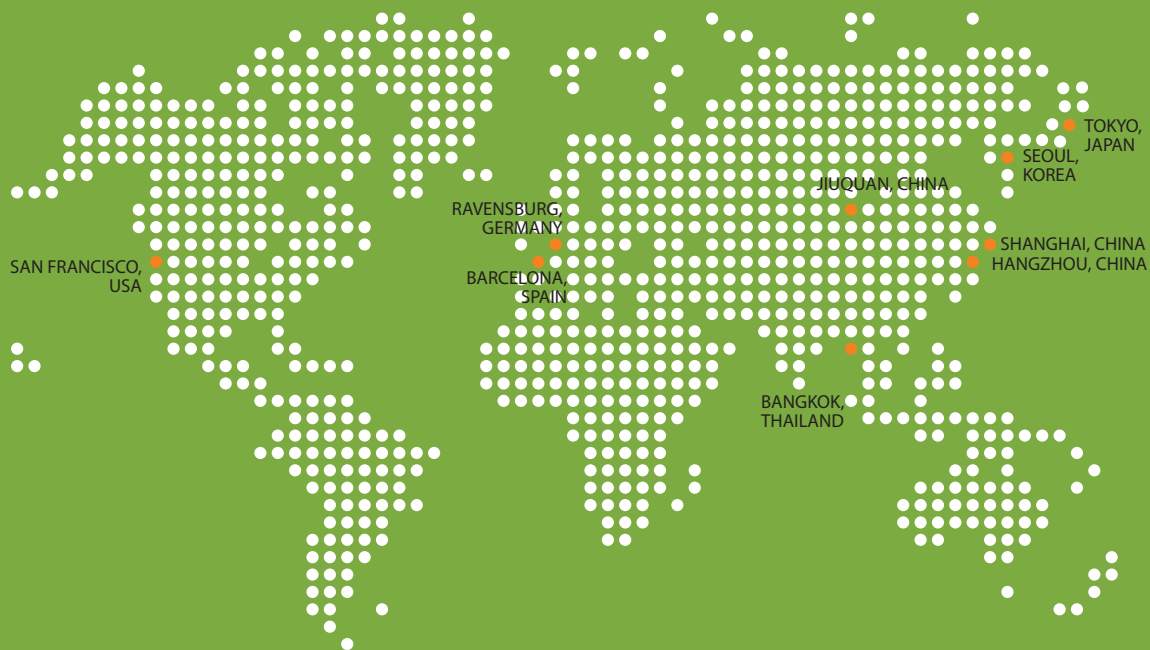 TOKYO,
JAPAN
SEOUL,
KOREA
JIUQUAN, CHINA
RAVENSBURG,
GERMANY
SHANGHAI, CHINA
HANGZHOU, CHINA
SAN FRANCISCO,
USA
BARCELONA,
SPAIN
BANGKOK,
THAILAND